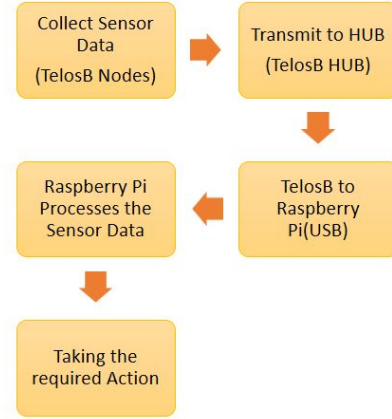 Collect Sensor
Data
(TelosB Nodes)
Transmit to HUB
(TelosB HUB)
TelosB to
Raspberry
Pi(USB)
Raspberry Pi
Processes the
Sensor Data
Taking the
required Action